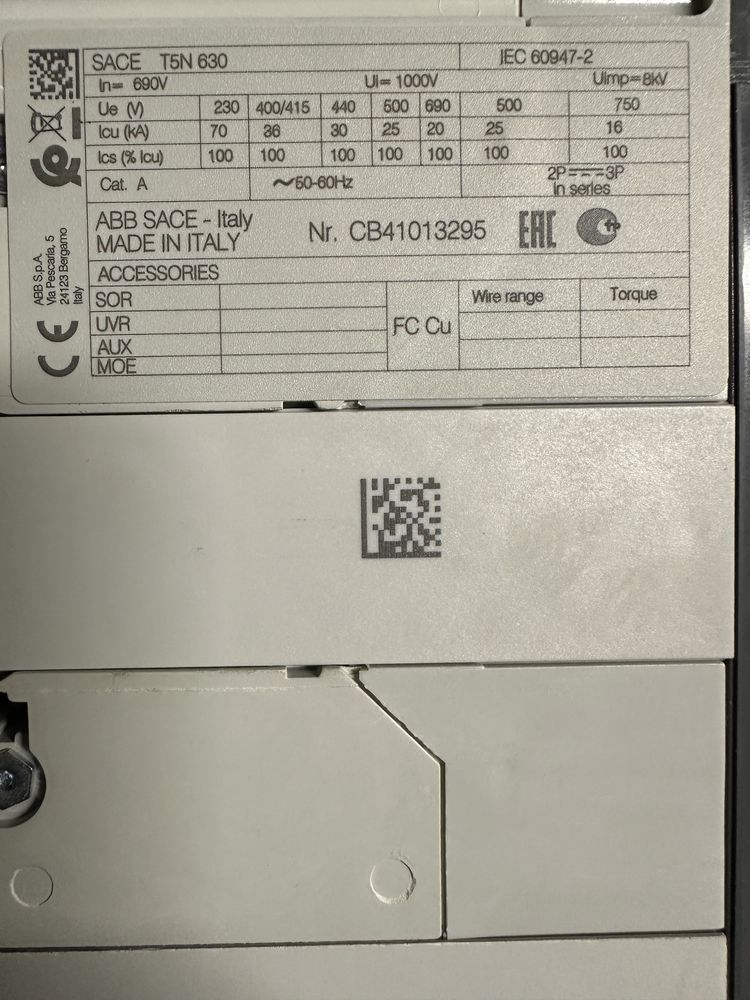 SACE T5N 630 IEC 60947-2
In= 690V Ui= 1000V Uimp=8kV
Ue (V) 230 400/415 440 500 690 500 750
Icu (kA) 70 36 30 25 20 25 16
Ics (% Icu) 100 100 100 100 100 100 100
Cat. A ~50-60Hz 2P⎓3P
in series
ABB SACE - Italy
MADE IN ITALY
Nr. CB41013295 EAC
ACCESSORIES
SOR FC Cu Wire range Torque
UVR
AUX
MOE
ABB S.p.A.
Via Pescaria, 5
24123 Bergamo
Italy
CE